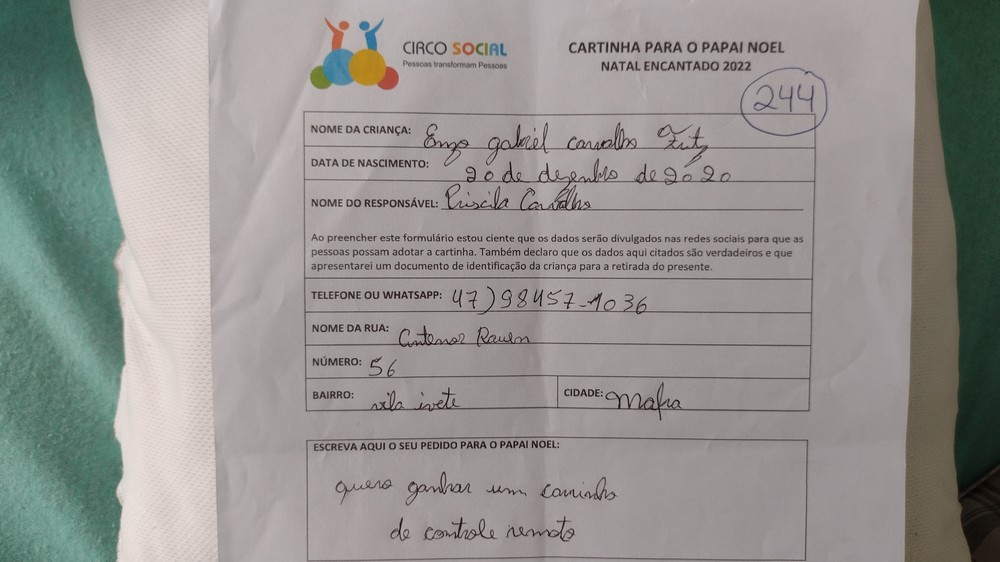 CIRCO SOCIAL
Pessoas transformam Pessoas
CARTINHA PARA O PAPAI NOEL
NATAL ENCANTADO 2022
244
NOME DA CRIANÇA: Enzo gabriel carvalho Fritz
DATA DE NASCIMENTO: 20 de dezenbro de 2020
NOME DO RESPONSÁVEL: Priscila Carvalho
Ao preencher este formulário estou ciente que os dados serão divulgados nas redes sociais para que as
pessoas possam adotar a cartinha. Também declaro que os dados aqui citados são verdadeiros e que
apresentarei um documento de identificação da criança para a retirada do presente.
TELEFONE OU WHATSAPP: 47)98457-1036
NOME DA RUA: Antenor Rauen
NÚMERO: 56
BAIRRO: vila ivete CIDADE: Mafra
ESCREVA AQUI O SEU PEDIDO PARA O PAPAI NOEL:
quero ganhar um caminho
de controle remoto